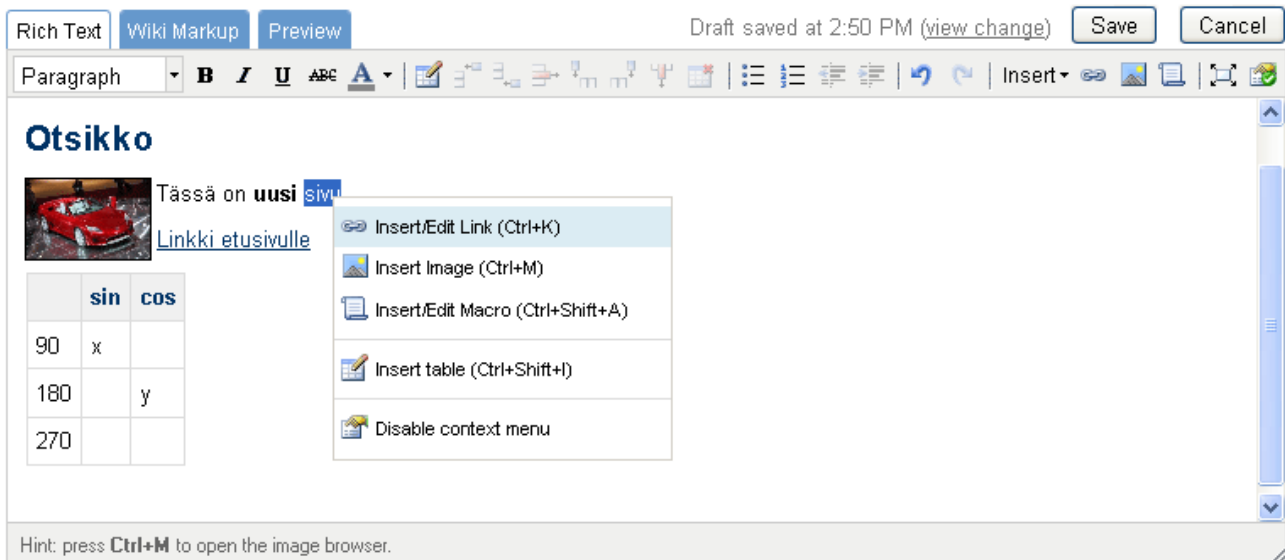 Rich Text Wiki Markup Preview Draft saved at 2:50 PM (view change) Save Cancel
Paragraph B I U ABC A Insert
Otsikko
Tässä on uusi sivu
Linkki etusivulle
Insert/Edit Link (Ctrl+K)
Insert Image (Ctrl+M)
Insert/Edit Macro (Ctrl+Shift+A)
Insert table (Ctrl+Shift+I)
Disable context menu
sin cos
90 x
180 y
270
Hint: press Ctrl+M to open the image browser.